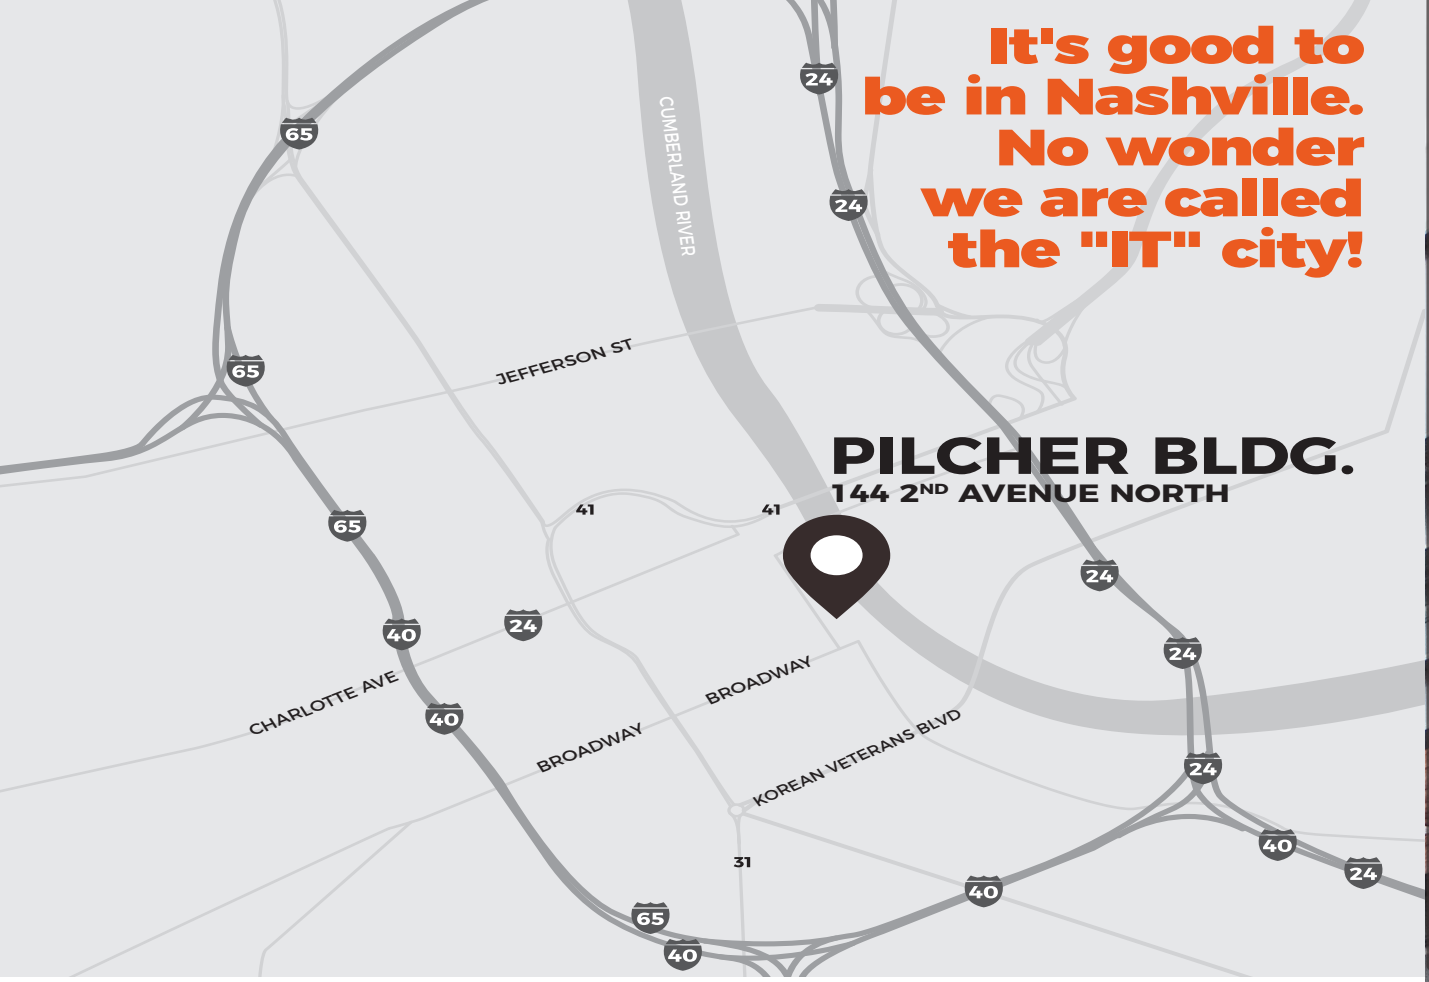 It's good to
be in Nashville.
No wonder
we are called
the "IT" city!
24
65
CUMBERLAND RIVER
24
JEFFERSON ST
65
PILCHER BLDG.
144 2ND AVENUE NORTH
41
41
65
24
24
40
24
CHARLOTTE AVE
BROADWAY
40
BROADWAY
KOREAN VETERANS BLVD
24
31
40
24
40
65
40